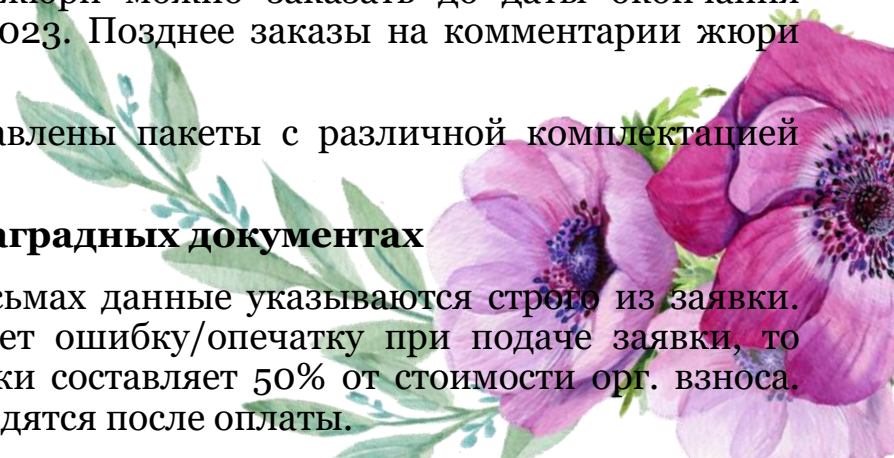 жюри можно заказать до даты окончания
023. Позднее заказы на комментарии жюри
авлены пакеты с различной комплектацией
аградных документах
сьмах данные указываются строго из заявки.
ет ошибку/опечатку при подаче заявки, то
ки составляет 50% от стоимости орг. взноса.
дятся после оплаты.